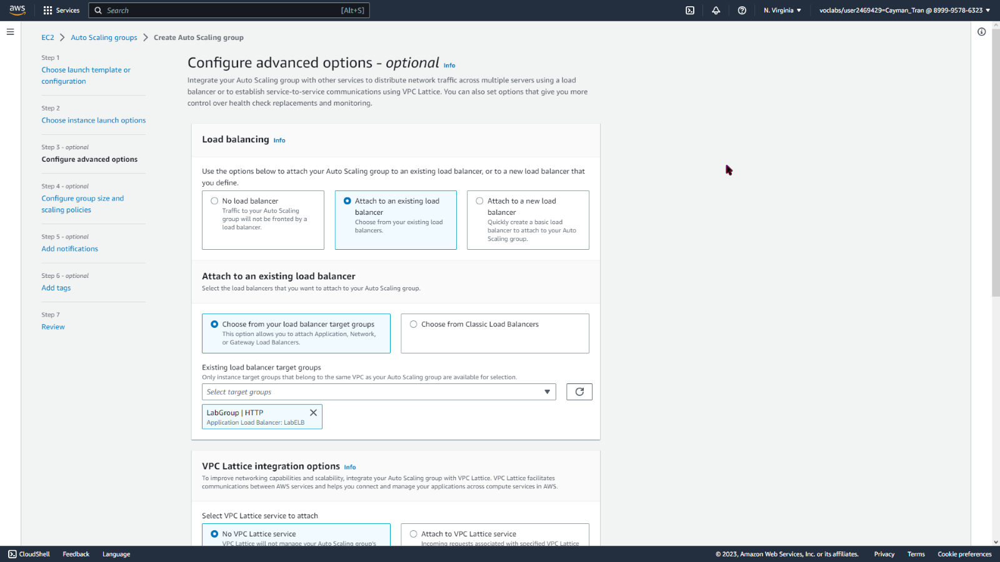 aws
Services
Search
[Alt+S]
N. Virginia
voclabs/user2469429=Cayman_Tran @ 8999-9578-6323
EC2
Auto Scaling groups
Create Auto Scaling group
Step 1
Choose launch template or
configuration
Step 2
Choose instance launch options
Step 3 - optional
Configure advanced options
Step 4 - optional
Configure group size and
scaling policies
Step 5 - optional
Add notifications
Step 6 - optional
Add tags
Step 7
Review
Configure advanced options - optional Info
Integrate your Auto Scaling group with other services to distribute network traffic across multiple servers using a load
balancer or to establish service-to-service communications using VPC Lattice. You can also set options that give you more
control over health check replacements and monitoring.
Load balancing Info
Use the options below to attach your Auto Scaling group to an existing load balancer, or to a new load balancer that
you define.
No load balancer
Traffic to your Auto Scaling
group will not be fronted by a
load balancer.
Attach to an existing load
balancer
Choose from your existing load
balancers.
Attach to a new load
balancer
Quickly create a basic load
balancer to attach to your Auto
Scaling group.
Attach to an existing load balancer
Select the load balancers that you want to attach to your Auto Scaling group.
Choose from your load balancer target groups
This option allows you to attach Application, Network,
or Gateway Load Balancers.
Choose from Classic Load Balancers
Existing load balancer target groups
Only instance target groups that belong to the same VPC as your Auto Scaling group are available for selection.
Select target groups
LabGroup | HTTP
Application Load Balancer: LabELB
VPC Lattice integration options Info
To improve networking capabilities and scalability, integrate your Auto Scaling group with VPC Lattice. VPC Lattice facilitates
communications between AWS services and helps you connect and manage your applications across compute services in AWS.
Select VPC Lattice service to attach
No VPC Lattice service
VPC Lattice will not manage your Auto Scaling group's
Attach to VPC Lattice service
Incoming requests associated with specified VPC Lattice
CloudShell
Feedback
Language
© 2023, Amazon Web Services, Inc. or its affiliates.
Privacy
Terms
Cookie preferences